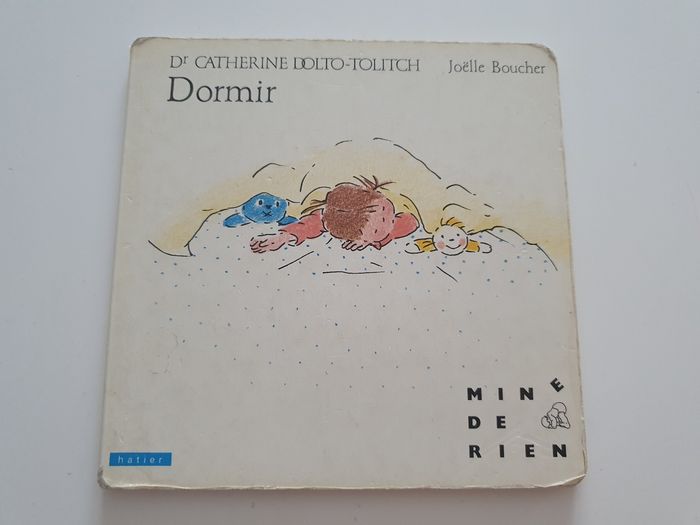 Dr CATHERINE DOLTO-TOLITCH Joëlle Boucher
Dormir
MINE
DE
RIEN
hatier